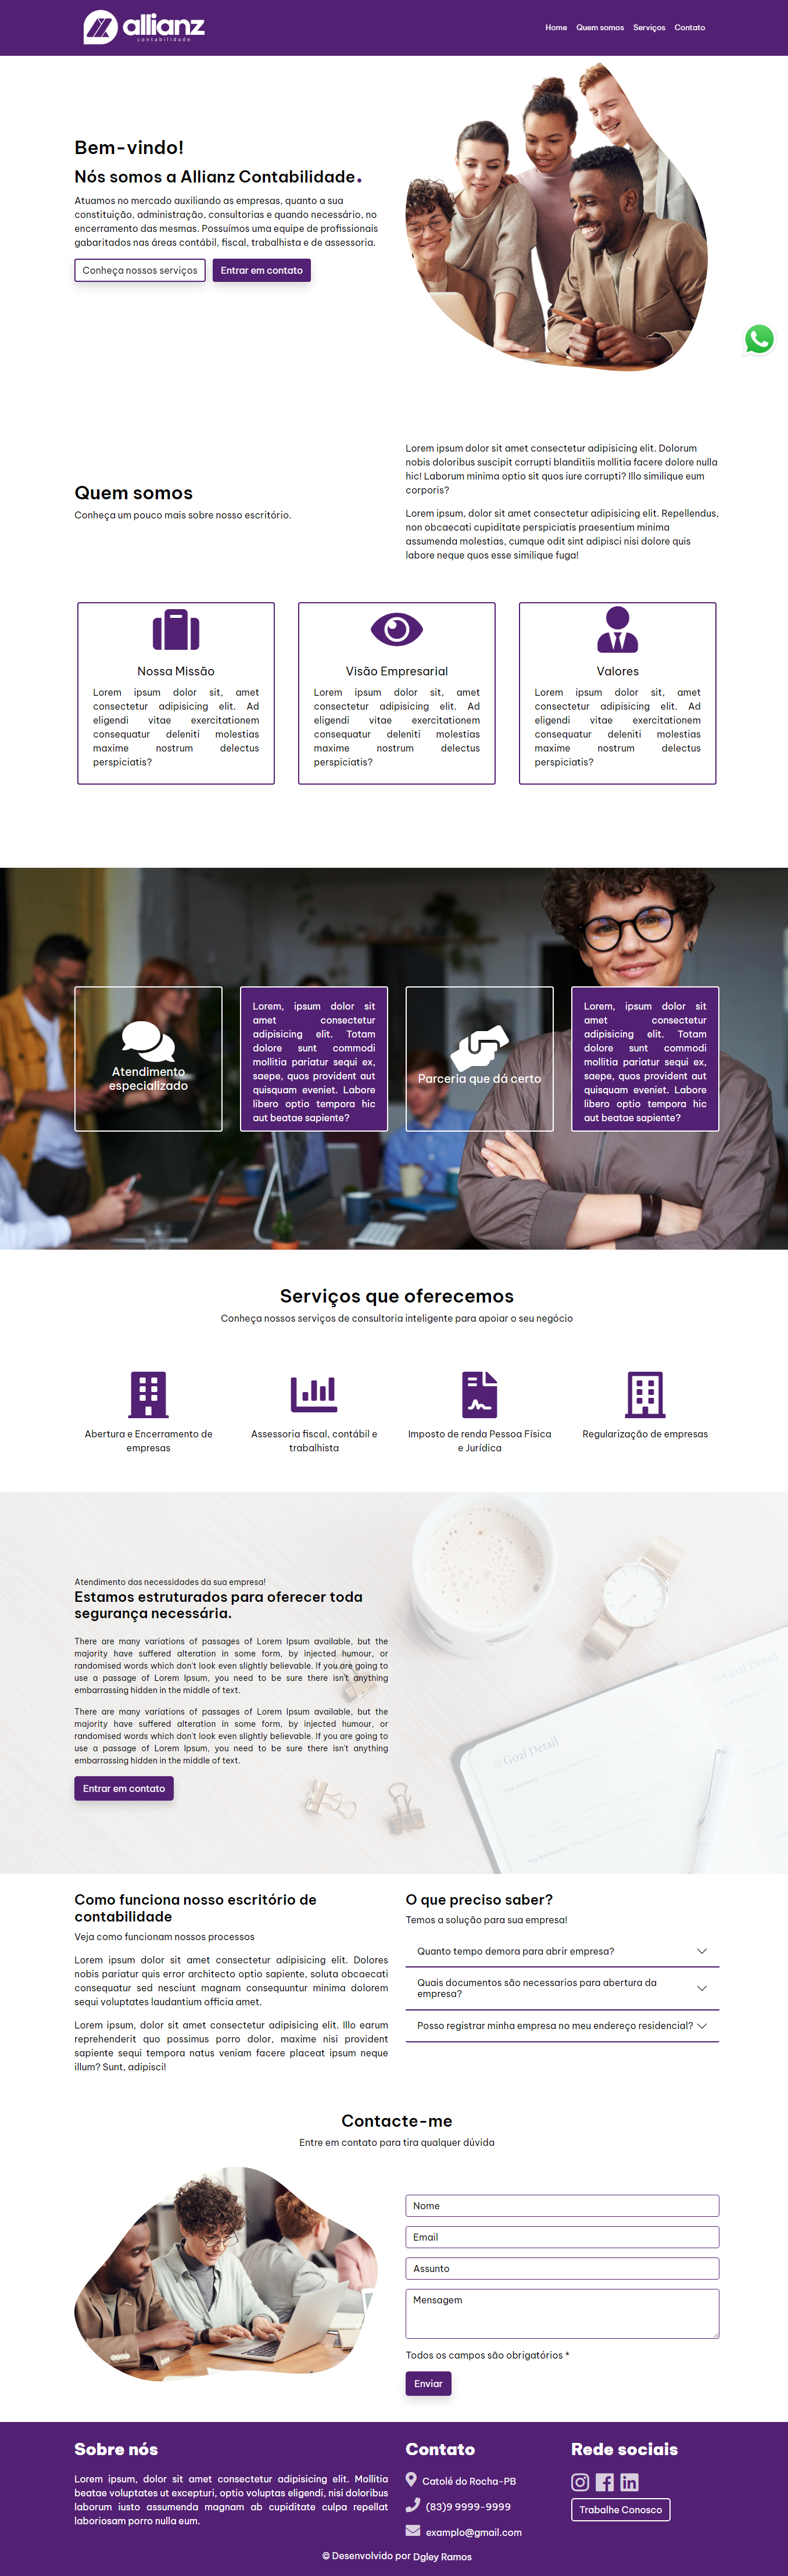 allianz
contabilidade
Home Quem somos Serviços Contato
Bem-vindo!
Nós somos a Allianz Contabilidade.
Atuamos no mercado auxiliando as empresas, quanto a sua
constituição, administração, consultorias e quando necessário, no
encerramento das mesmas. Possuímos uma equipe de profissionais
gabaritados nas áreas contábil, fiscal, trabalhista e de assessoria.
Conheça nossos serviços
Entrar em contato
Quem somos
Conheça um pouco mais sobre nosso escritório.
Lorem ipsum dolor sit amet consectetur adipisicing elit. Dolorum
nobis doloribus suscipit corrupti blanditiis mollitia facere dolore nulla
hic! Laborum minima optio sit quos iure corrupti? Illo similique eum
corporis?
Lorem ipsum, dolor sit amet consectetur adipisicing elit. Repellendus,
non obcaecati cupiditate perspiciatis praesentium minima
assumenda molestias, cumque odit sint adipisci nisi dolore quis
labore neque quos esse similique fuga!
Nossa Missão
Lorem ipsum dolor sit, amet
consectetur adipisicing elit. Ad
eligendi vitae exercitationem
consequatur deleniti molestias
maxime nostrum delectus
perspiciatis?
Visão Empresarial
Lorem ipsum dolor sit, amet
consectetur adipisicing elit. Ad
eligendi vitae exercitationem
consequatur deleniti molestias
maxime nostrum delectus
perspiciatis?
Valores
Lorem ipsum dolor sit, amet
consectetur adipisicing elit. Ad
eligendi vitae exercitationem
consequatur deleniti molestias
maxime nostrum delectus
perspiciatis?
Atendimento
especializado
Lorem, ipsum dolor sit
amet consectetur
adipisicing elit. Totam
dolore sunt commodi
mollitia pariatur sequi ex,
saepe, quos provident aut
quisquam eveniet. Labore
libero optio tempora hic
aut beatae sapiente?
Parceria que dá certo
Lorem, ipsum dolor sit
amet consectetur
adipisicing elit. Totam
dolore sunt commodi
mollitia pariatur sequi ex,
saepe, quos provident aut
quisquam eveniet. Labore
libero optio tempora hic
aut beatae sapiente?
Serviços que oferecemos
Conheça nossos serviços de consultoria inteligente para apoiar o seu negócio
Abertura e Encerramento de
empresas
Assessoria fiscal, contábil e
trabalhista
Imposto de renda Pessoa Física
e Jurídica
Regularização de empresas
Atendimento das necessidades da sua empresa!
Estamos estruturados para oferecer toda
segurança necessária.
There are many variations of passages of Lorem Ipsum available, but the
majority have suffered alteration in some form, by injected humour, or
randomised words which don't look even slightly believable. If you are going to
use a passage of Lorem Ipsum, you need to be sure there isn't anything
embarrassing hidden in the middle of text.
There are many variations of passages of Lorem Ipsum available, but the
majority have suffered alteration in some form, by injected humour, or
randomised words which don't look even slightly believable. If you are going to
use a passage of Lorem Ipsum, you need to be sure there isn't anything
embarrassing hidden in the middle of text.
Entrar em contato
Goal Detail
Goal Detail
Como funciona nosso escritório de
contabilidade
Veja como funcionam nossos processos
Lorem ipsum dolor sit amet consectetur adipisicing elit. Dolores
nobis pariatur quis error architecto optio sapiente, soluta obcaecati
consequatur sed nesciunt magnam consequuntur minima dolorem
sequi voluptates laudantium officia amet.
Lorem ipsum, dolor sit amet consectetur adipisicing elit. Illo earum
reprehenderit quo possimus porro dolor, maxime nisi provident
sapiente sequi tempora natus veniam facere placeat ipsum neque
illum? Sunt, adipisci!
O que preciso saber?
Temos a solução para sua empresa!
Quanto tempo demora para abrir empresa?
Quais documentos são necessarios para abertura da
empresa?
Posso registrar minha empresa no meu endereço residencial?
Contacte-me
Entre em contato para tira qualquer dúvida
Nome
Email
Assunto
Mensagem
Todos os campos são obrigatórios *
Enviar
Sobre nós
Lorem ipsum, dolor sit amet consectetur adipisicing elit. Mollitia
beatae voluptates ut excepturi, optio voluptas eligendi, nisi doloribus
laborum iusto assumenda magnam ab cupiditate culpa repellat
laboriosam porro nulla eum.
Contato
Catolé do Rocha-PB
(83)9 9999-9999
examplo@gmail.com
Rede sociais
Trabalhe Conosco
© Desenvolvido por Dgley Ramos